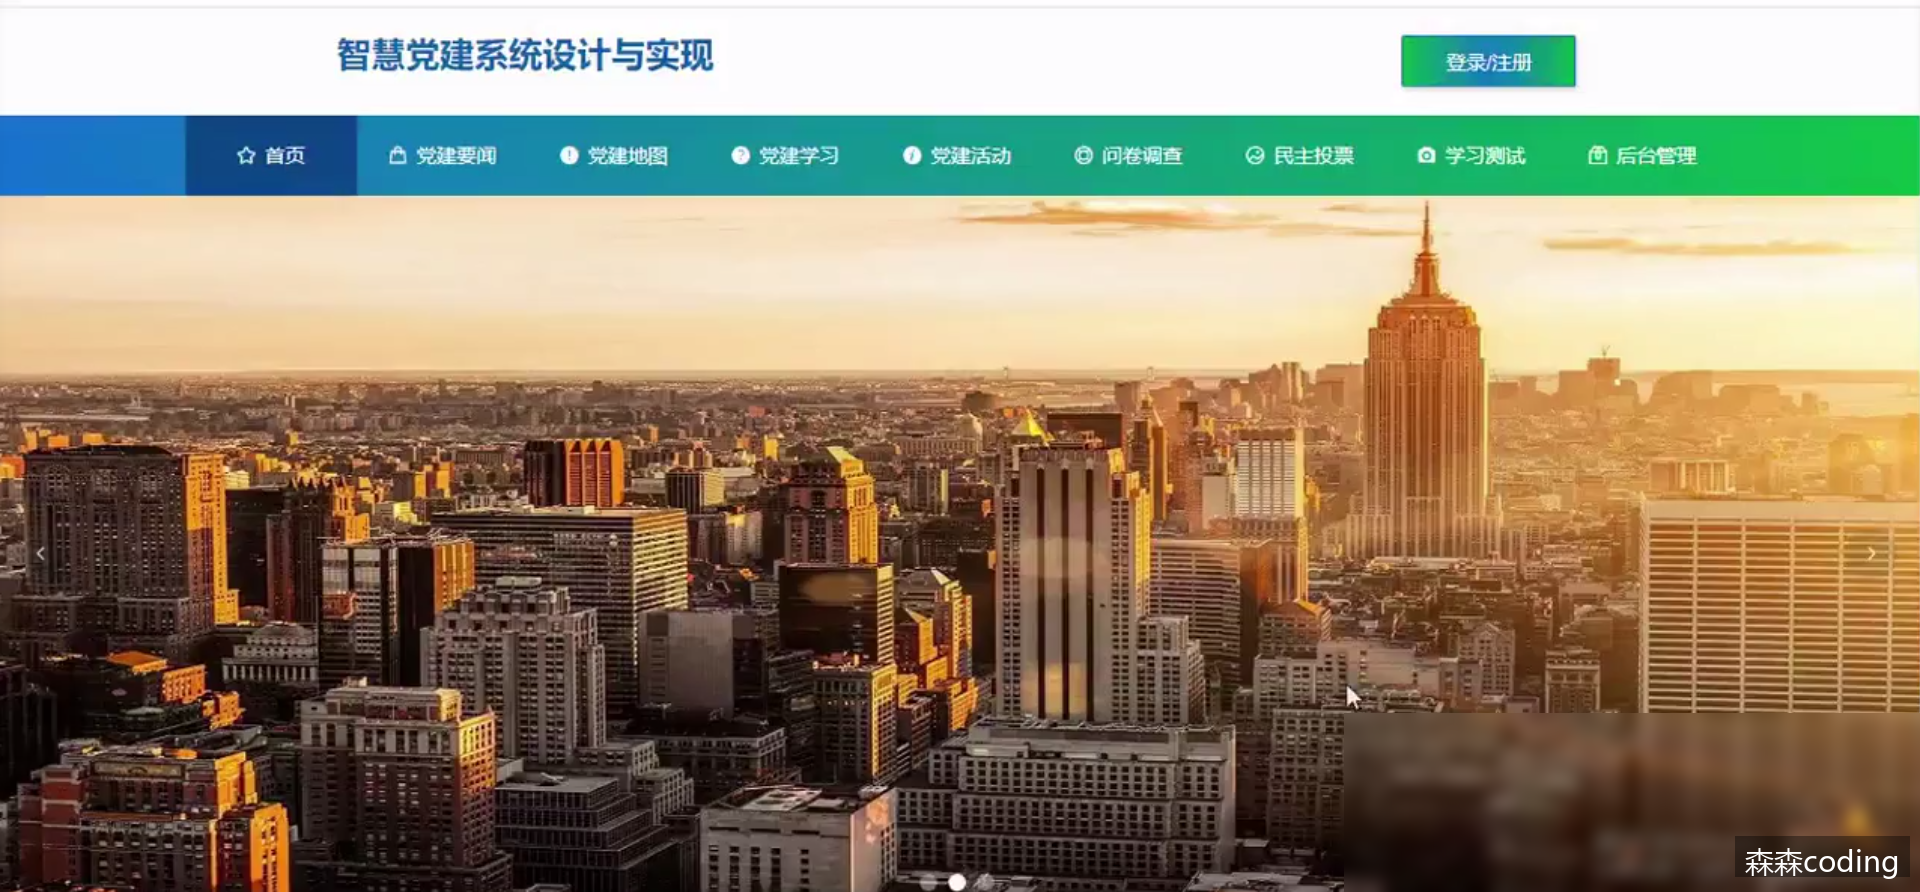 智慧党建系统设计与实现
登录/注册
首页 党建要闻 党建地图 党建学习 党建活动 问卷调查 民主投票 学习测试 后台管理
森森coding